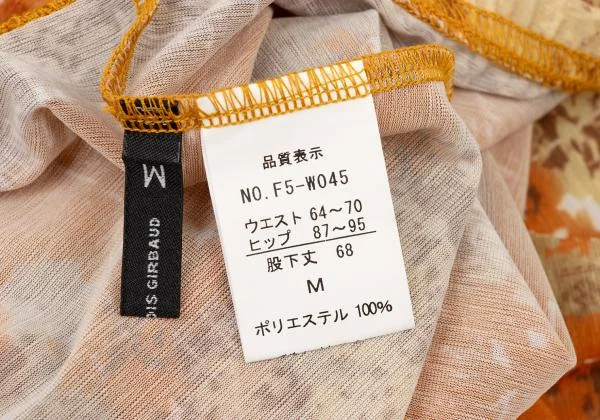 M
OIS GIRBAUD
品質表示
NO.F5-W045
ウエスト 64〜70
ヒップ 87〜95
股下丈 68
M
ポリエステル 100%